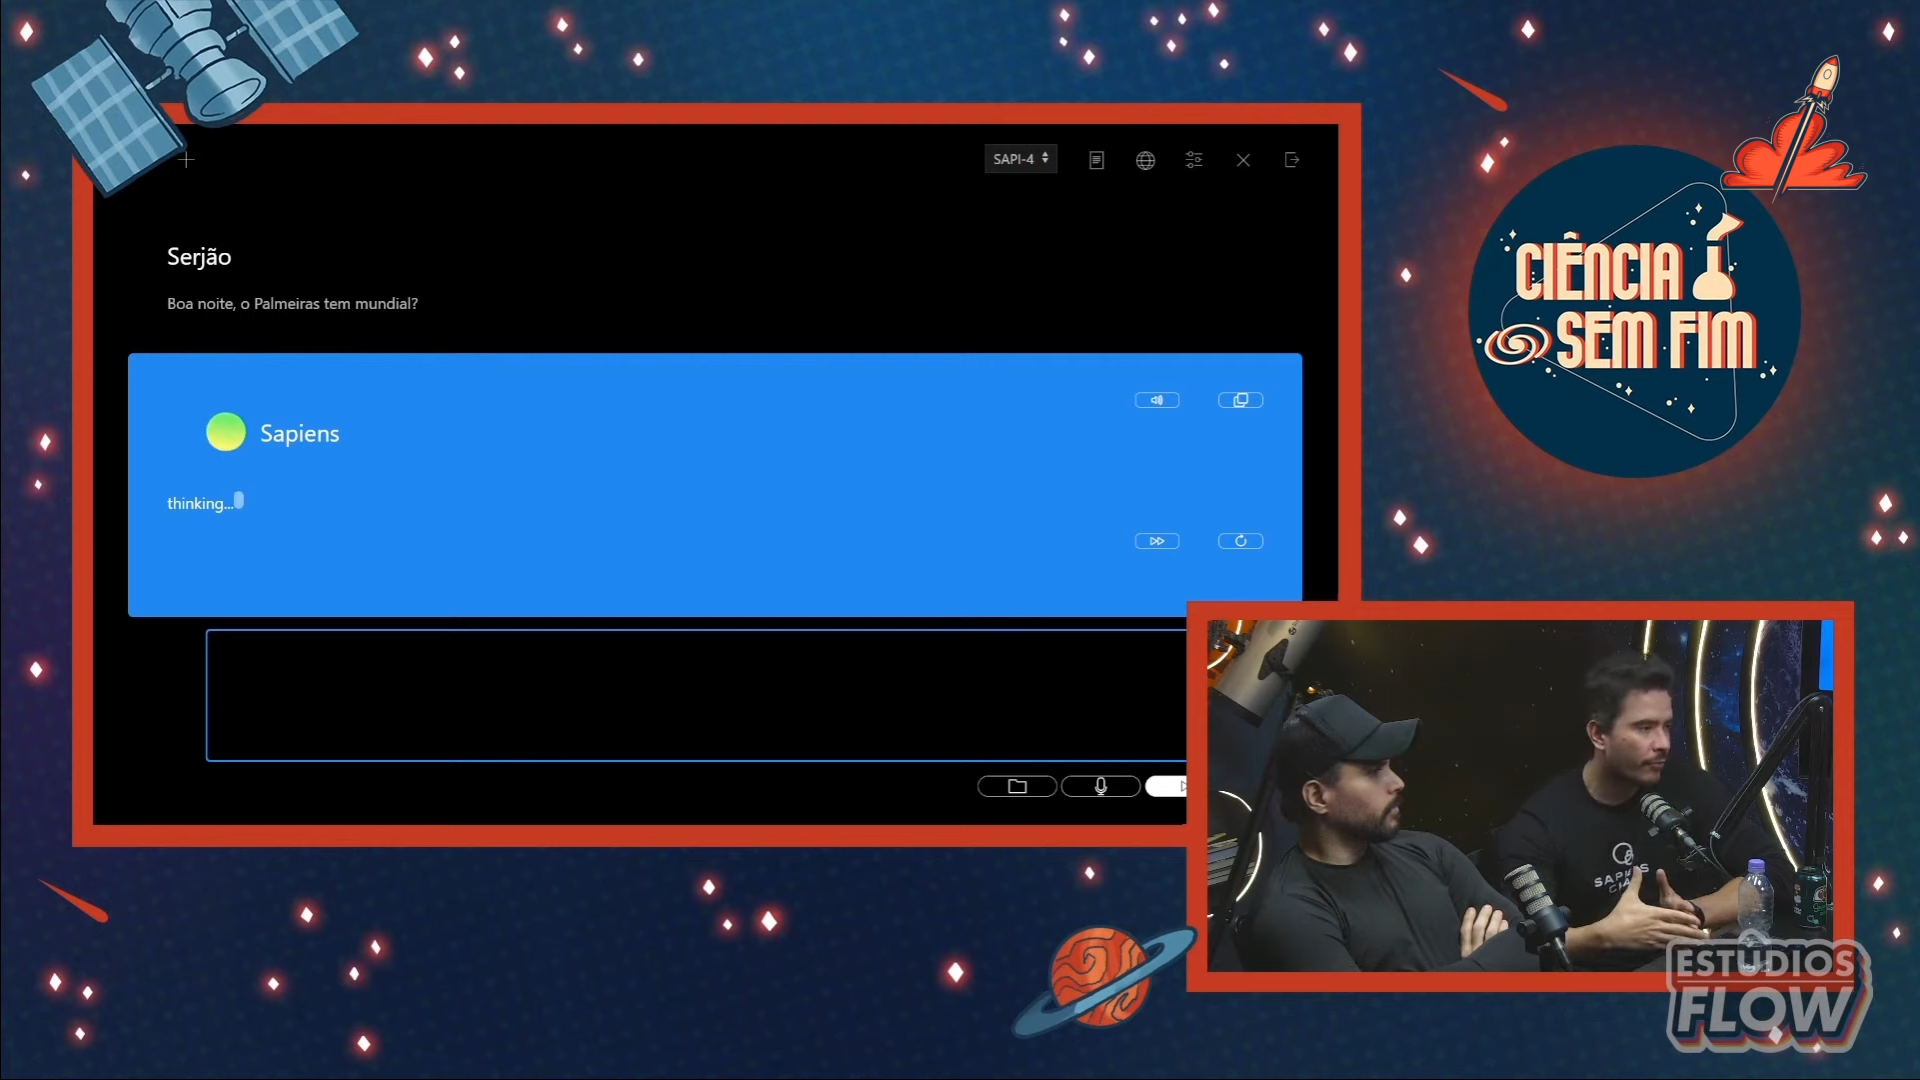 SAPI-4
Serjão
Boa noite, o Palmeiras tem mundial?
Sapiens
thinking...
CIÊNCIA
SEM FIM
ESTÚDIOS
FLOW